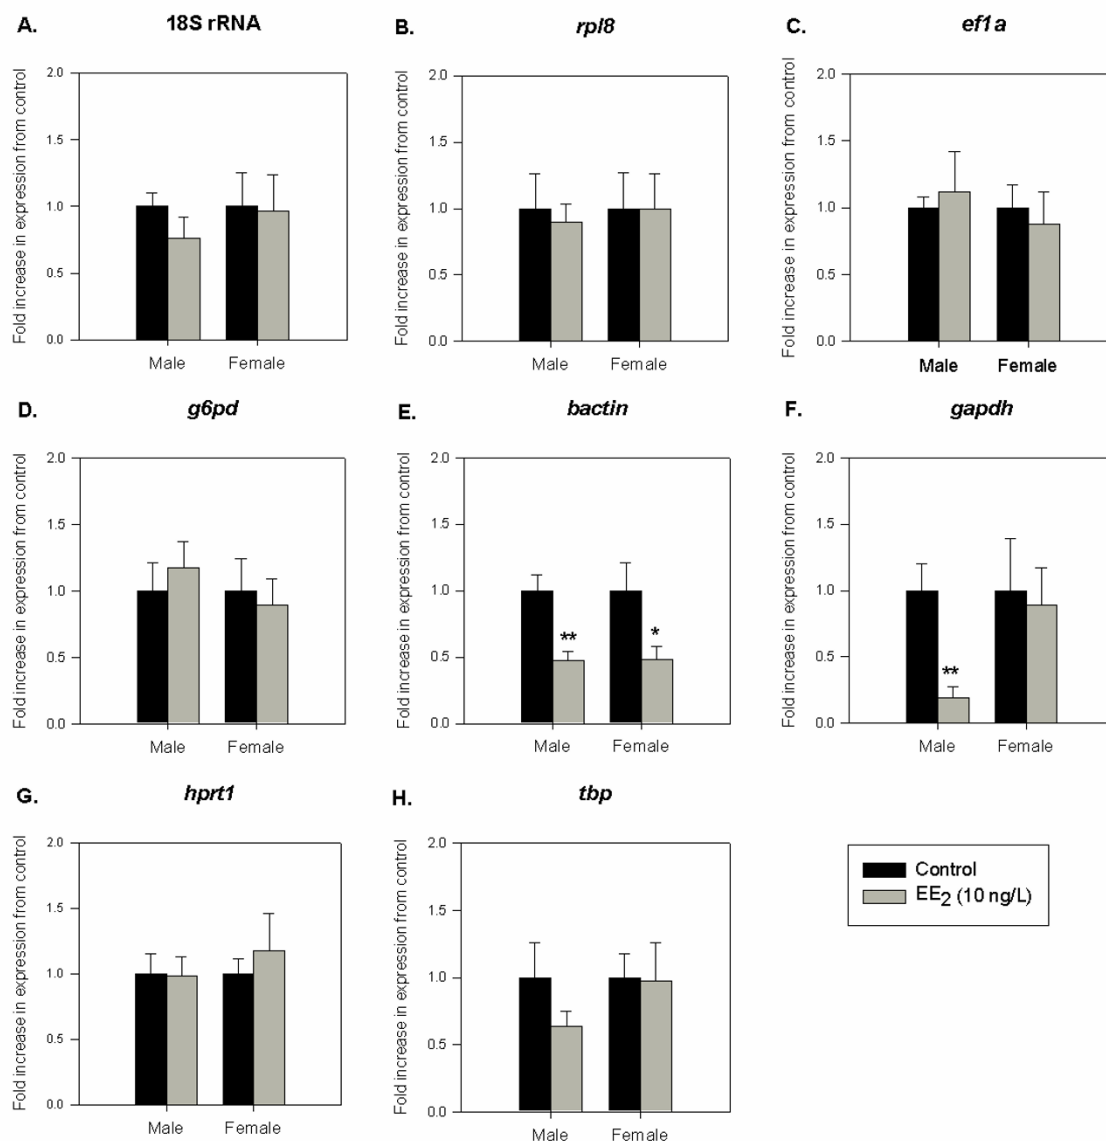 A. 18S rRNA
Fold increase in expression from control
2.0
1.5
1.0
0.5
0.0
Male Female
B. rpl8
Fold increase in expression from control
2.0
1.5
1.0
0.5
0.0
Male Female
C. ef1a
Fold increase in expression from control
2.0
1.5
1.0
0.5
0.0
Male Female
D. g6pd
Fold increase in expression from control
2.0
1.5
1.0
0.5
0.0
Male Female
E. bactin
Fold increase in expression from control
2.0
1.5
1.0
0.5
0.0
** *
Male Female
F. gapdh
Fold increase in expression from control
2.0
1.5
1.0
0.5
0.0
**
Male Female
G. hprt1
Fold increase in expression from control
2.0
1.5
1.0
0.5
0.0
Male Female
H. tbp
Fold increase in expression from control
2.0
1.5
1.0
0.5
0.0
Male Female
Control
EE2 (10 ng/L)